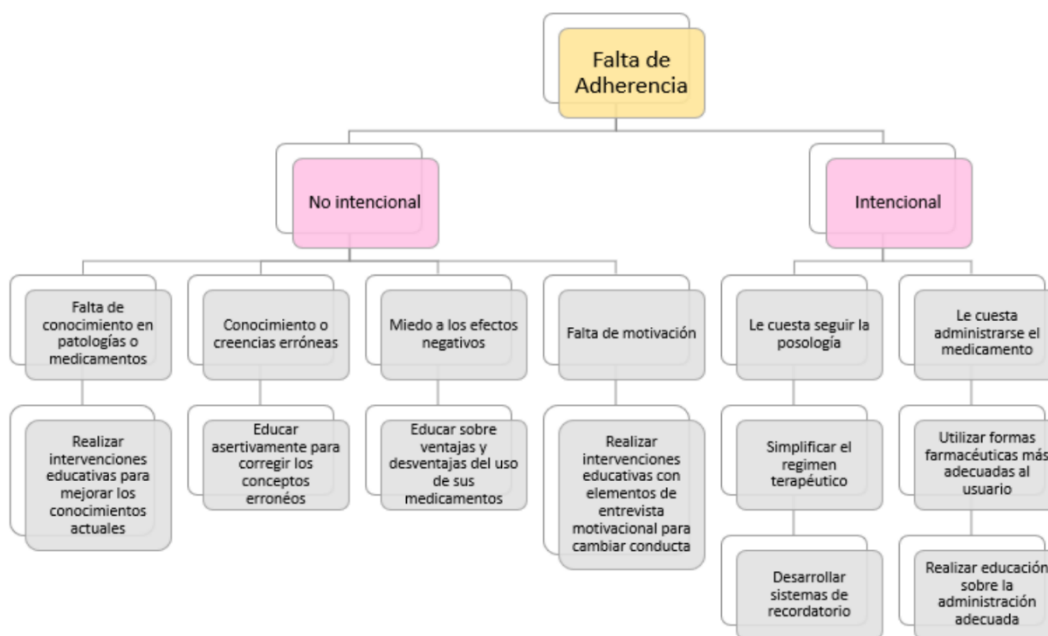 Falta de
Adherencia
No intencional
Intencional
Falta de
conocimiento en
patologías o
medicamentos
Conocimiento o
creencias erróneas
Miedo a los efectos
negativos
Falta de motivación
Le cuesta seguir la
posología
Le cuesta
administrarse el
medicamento
Realizar
intervenciones
educativas para
mejorar los
conocimientos
actuales
Educar
asertivamente para
corregir los
conceptos
erronéos
Educar sobre
ventajas y
desventajas del uso
de sus
medicamentos
Realizar
intervenciones
educativas con
elementos de
entrevista
motivacional para
cambiar conducta
Simplificar el
regimen
terapéutico
Utilizar formas
farmacéuticas más
adecuadas al
usuario
Desarrollar
sistemas de
recordatorio
Realizar educación
sobre la
administración
adecuada